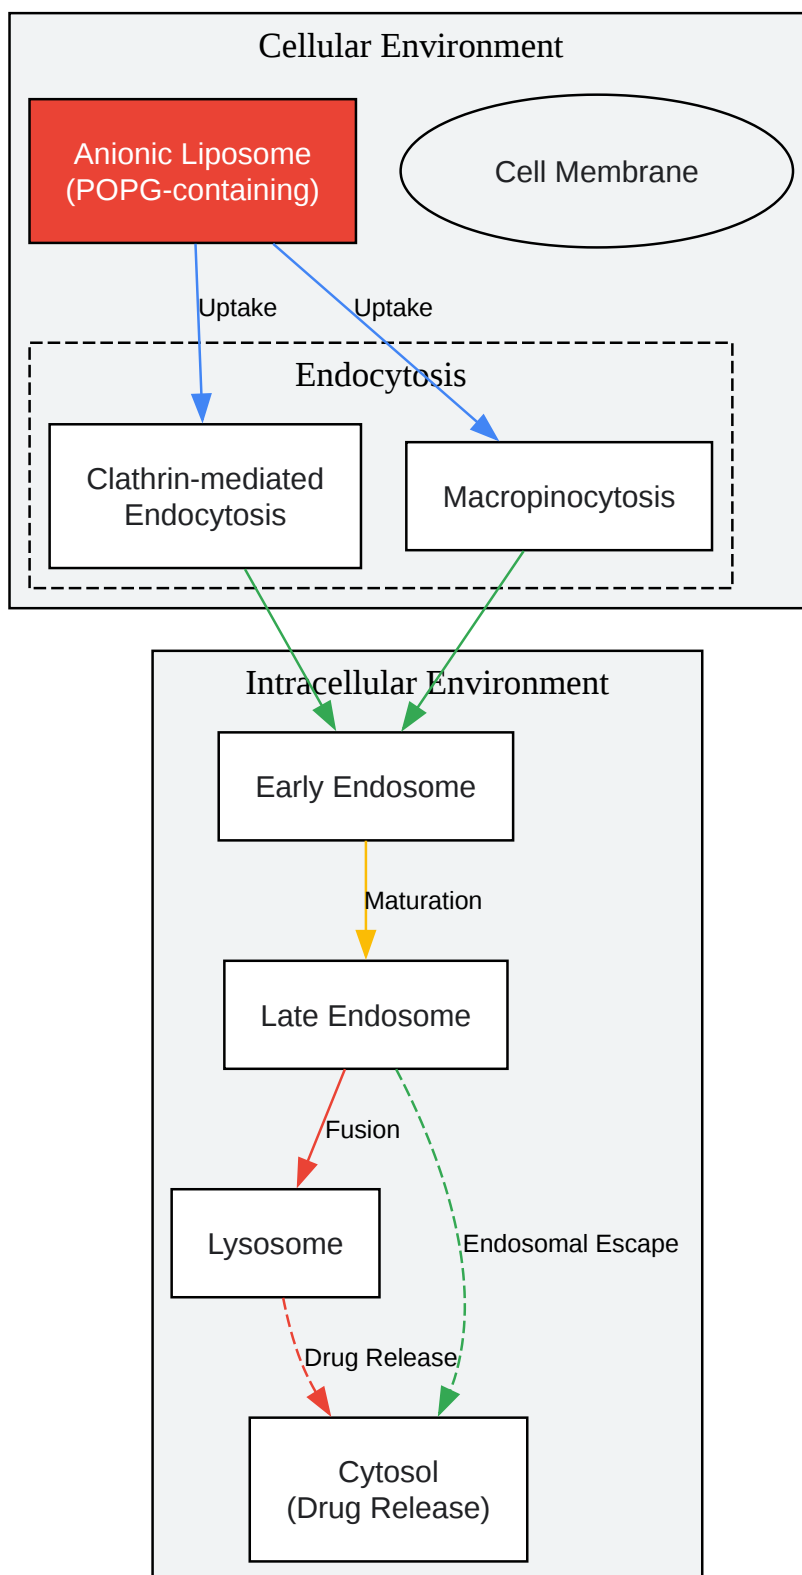 Cellular Environment
Anionic Liposome
(POPG-containing)
Cell Membrane
Uptake
Uptake
Endocytosis
Clathrin-mediated
Endocytosis
Macropinocytosis
Intracellular Environment
Early Endosome
Maturation
Late Endosome
Fusion
Lysosome
Endosomal Escape
Drug Release
Cytosol
(Drug Release)